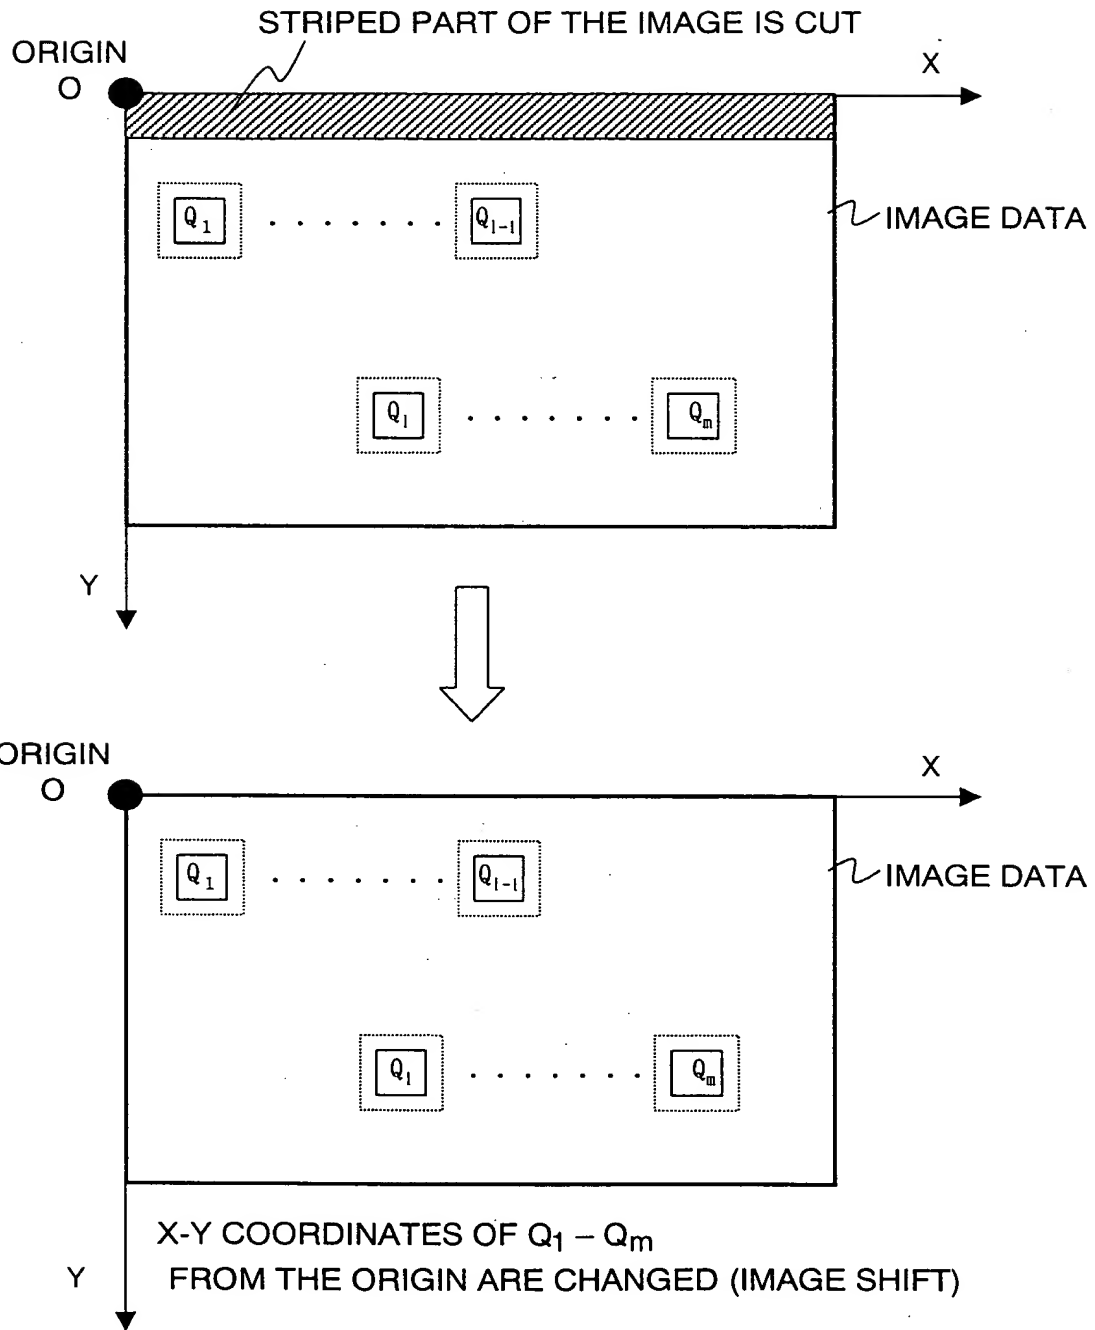 STRIPED PART OF THE IMAGE IS CUT
ORIGIN
O
X
Q1 . . . . . . . Ql-1
IMAGE DATA
Ql . . . . . . . Qm
Y
ORIGIN
O
X
Q1 . . . . . . . Ql-1
IMAGE DATA
Ql . . . . . . . Qm
X-Y COORDINATES OF Q1 – Qm
Y
FROM THE ORIGIN ARE CHANGED (IMAGE SHIFT)